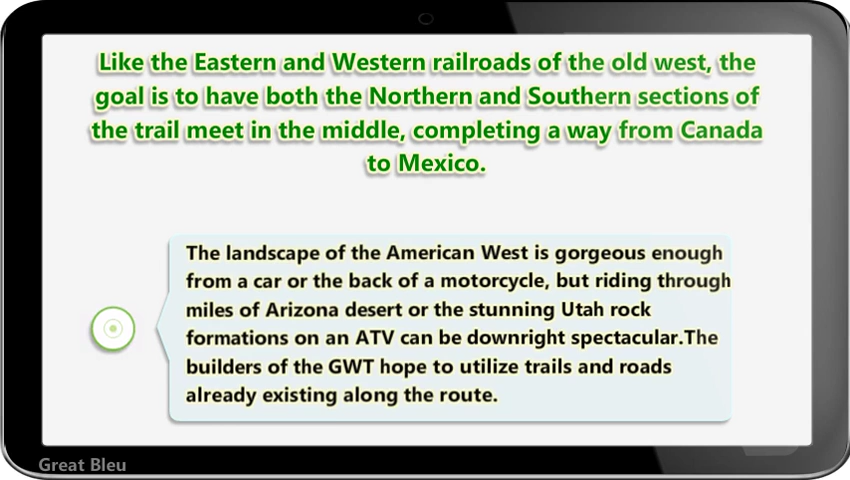 Like the Eastern and Western railroads of the old west, the
goal is to have both the Northern and Southern sections of
the trail meet in the middle, completing a way from Canada
to Mexico.
The landscape of the American West is gorgeous enough
from a car or the back of a motorcycle, but riding through
miles of Arizona desert or the stunning Utah rock
formations on an ATV can be downright spectacular.The
builders of the GWT hope to utilize trails and roads
already existing along the route.
Great Bleu